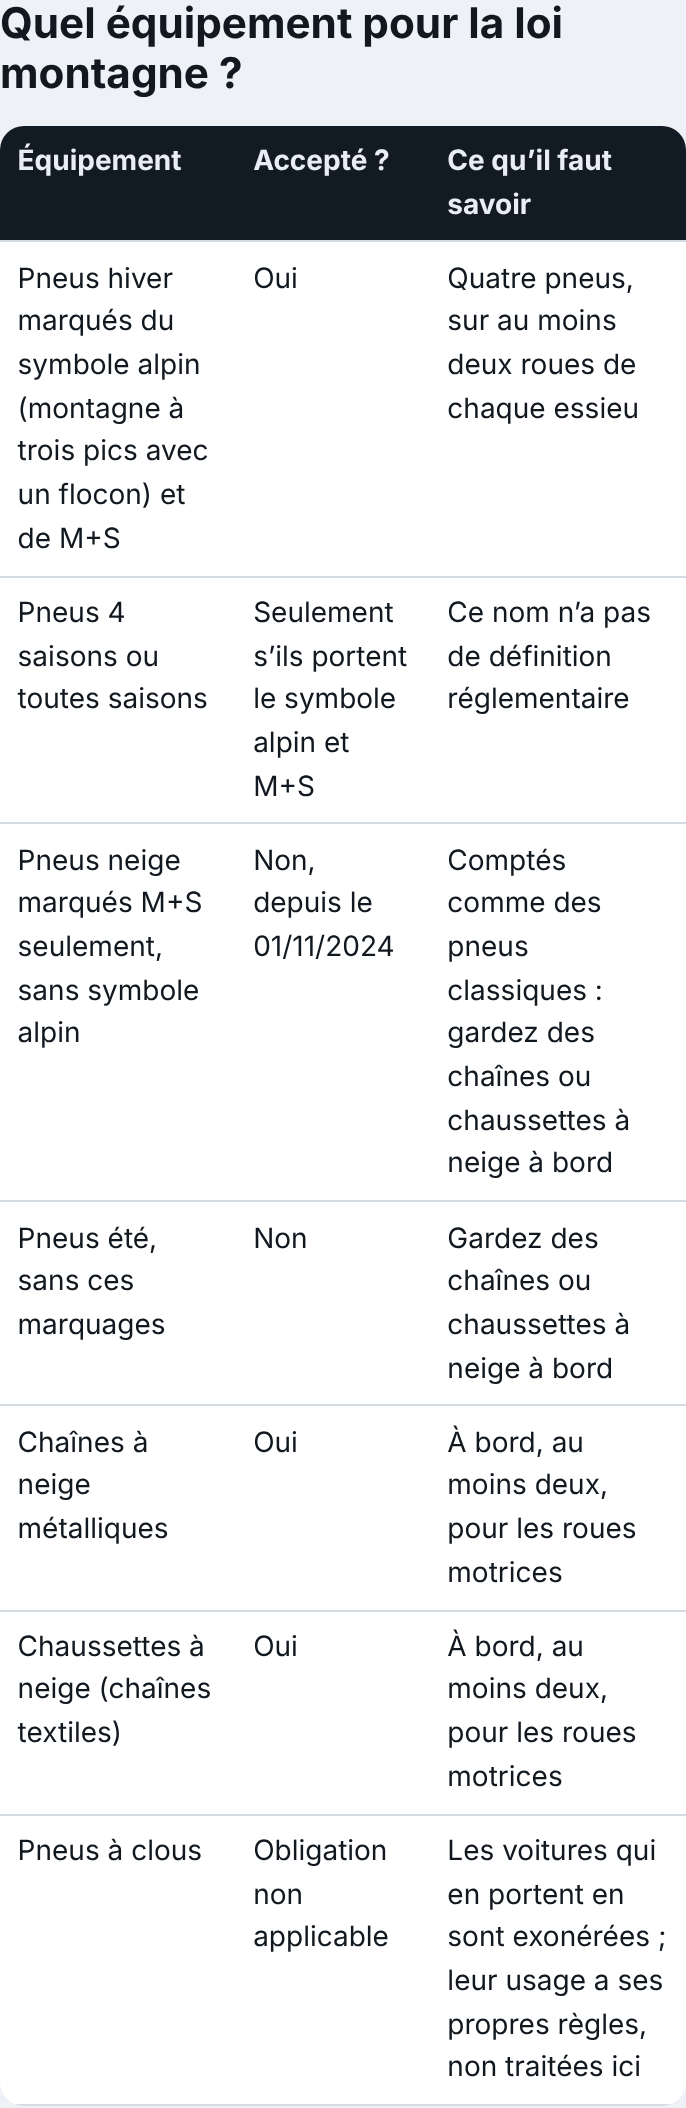 Quel équipement pour la loi
montagne ?
Équipement
Accepté ?
Ce qu’il faut
savoir
Pneus hiver
marqués du
symbole alpin
(montagne à
trois pics avec
un flocon) et
de M+S
Oui
Quatre pneus,
sur au moins
deux roues de
chaque essieu
Pneus 4
saisons ou
toutes saisons
Seulement
s’ils portent
le symbole
alpin et
M+S
Ce nom n’a pas
de définition
réglementaire
Pneus neige
marqués M+S
seulement,
sans symbole
alpin
Non,
depuis le
01/11/2024
Comptés
comme des
pneus
classiques :
gardez des
chaînes ou
chaussettes à
neige à bord
Pneus été,
sans ces
marquages
Non
Gardez des
chaînes ou
chaussettes à
neige à bord
Chaînes à
neige
métalliques
Oui
À bord, au
moins deux,
pour les roues
motrices
Chaussettes à
neige (chaînes
textiles)
Oui
À bord, au
moins deux,
pour les roues
motrices
Pneus à clous
Obligation
non
applicable
Les voitures qui
en portent en
sont exonérées ;
leur usage a ses
propres règles,
non traitées ici